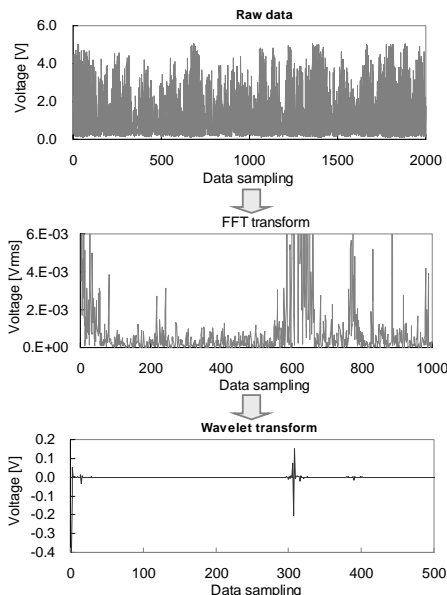 Raw data
Voltage [V]
6.0
4.0
2.0
0.0
0 500 1000 1500 2000
Data sampling
FFT transform
Voltage [Vrms]
6.E-03
4.E-03
2.E-03
0.E+00
0 200 400 600 800 1000
Data sampling
Wavelet transform
Voltage [V]
0.2
0.1
0.0
-0.1
-0.2
-0.3
-0.4
0 100 200 300 400 500
Data sampling